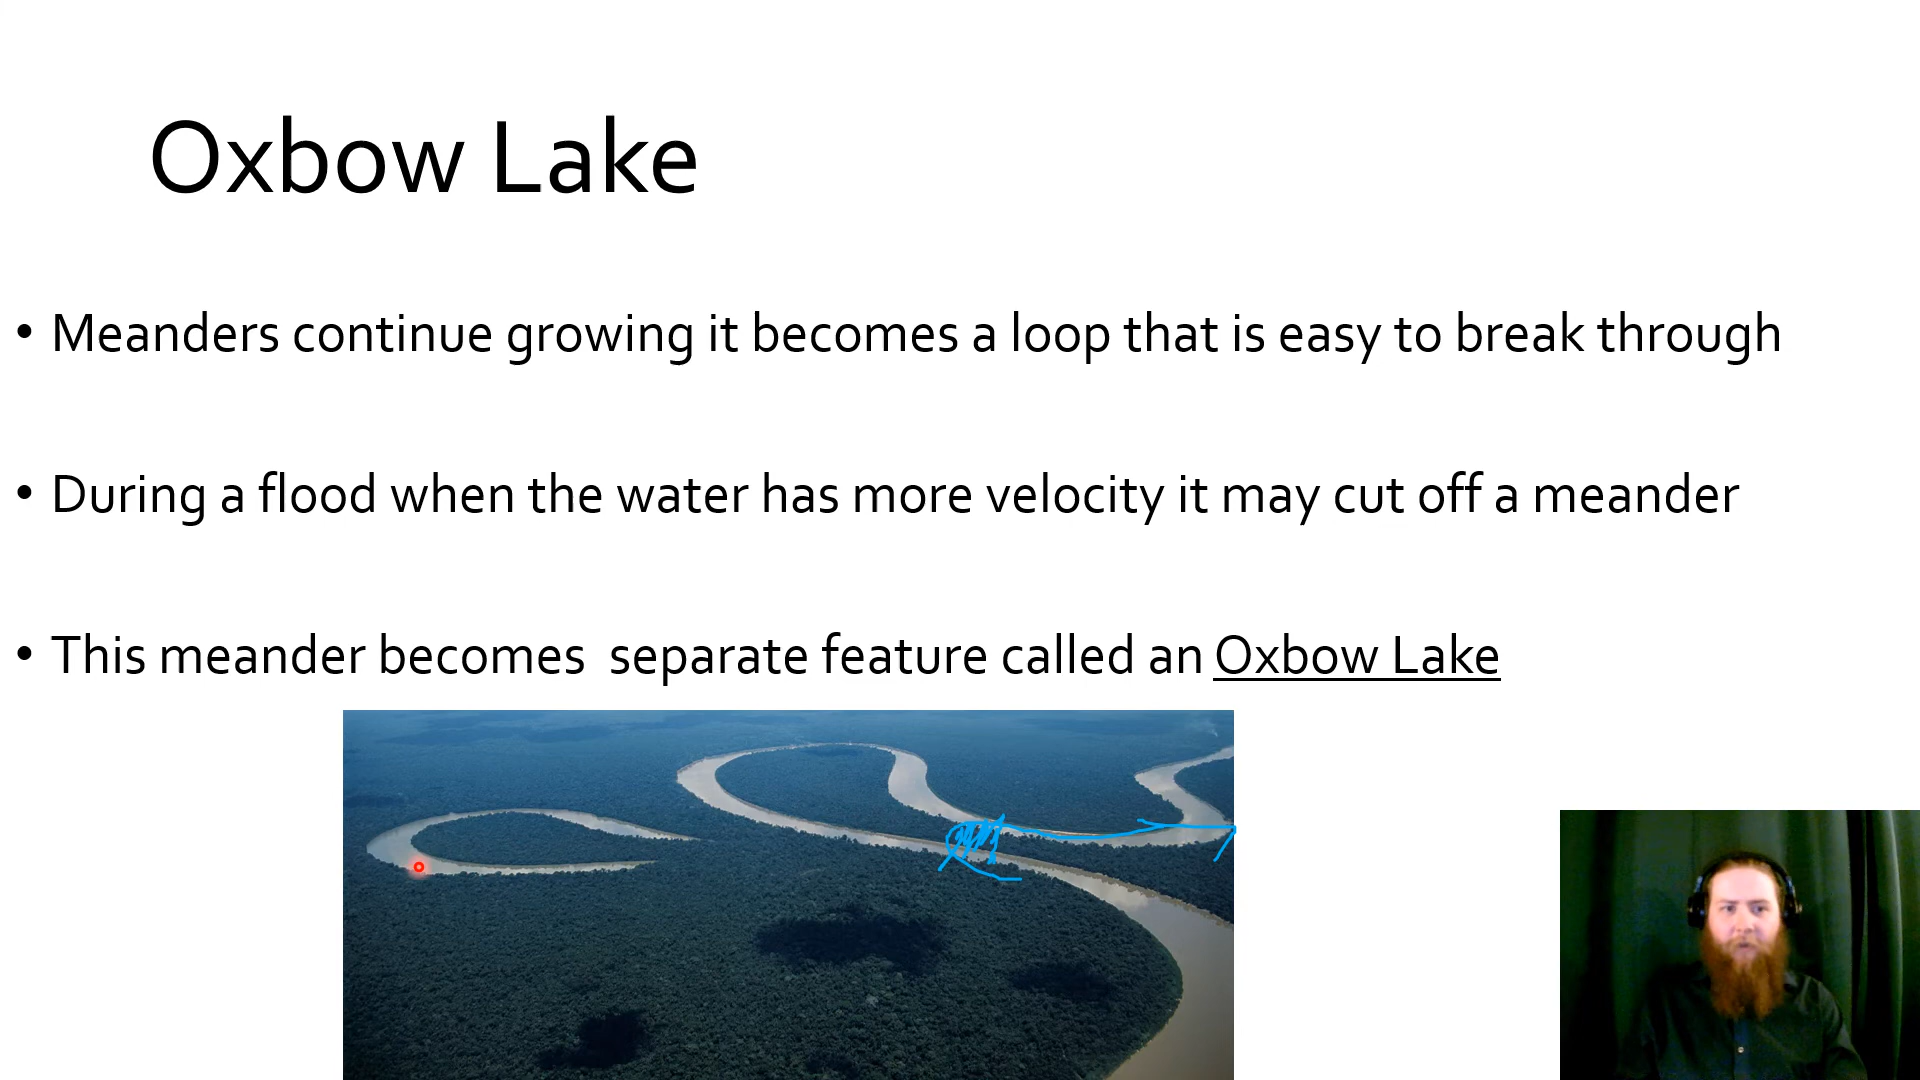 Oxbow Lake
• Meanders continue growing it becomes a loop that is easy to break through
• During a flood when the water has more velocity it may cut off a meander
• This meander becomes  separate feature called an Oxbow Lake